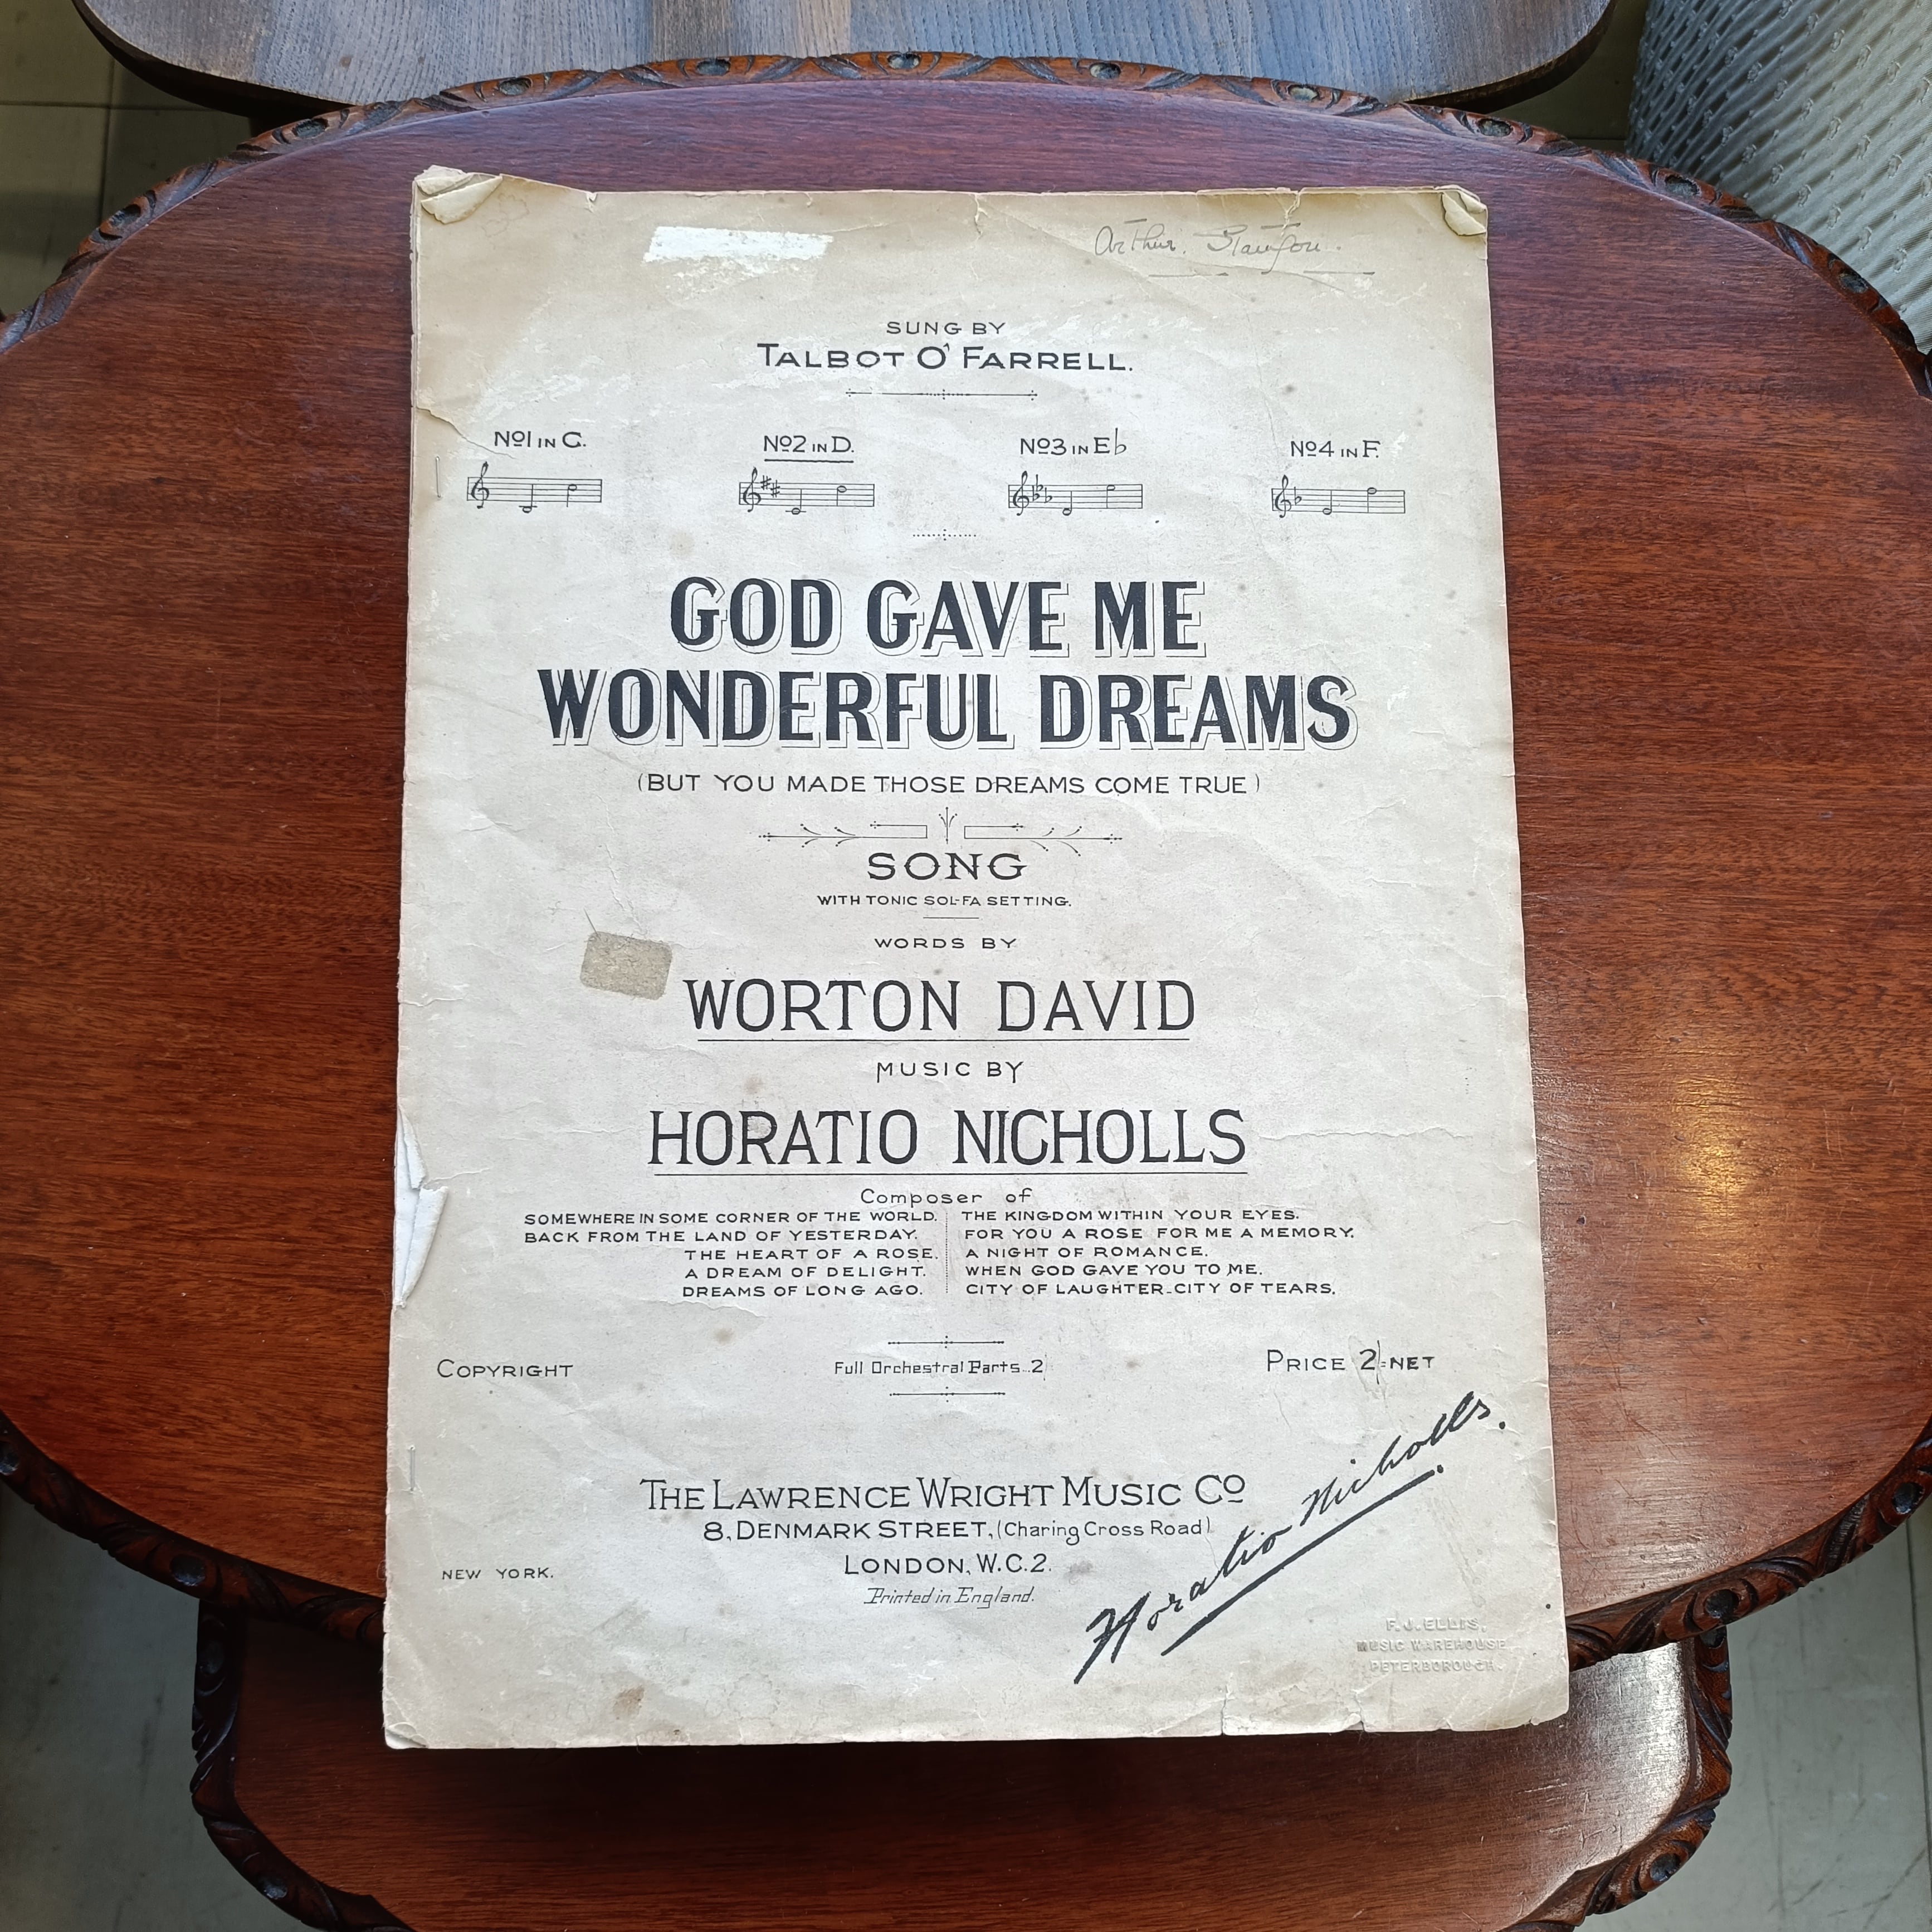 Arthur.
SUNG BY
TALBOT O'FARRELL.
No1 IN C.
No2 IN D.
No3 IN E♭
No4 IN F.
GOD GAVE ME
WONDERFUL DREAMS
(BUT YOU MADE THOSE DREAMS COME TRUE)
SONG
WITH TONIC SOL-FA SETTING.
WORDS BY
WORTON DAVID
MUSIC BY
HORATIO NICHOLLS
Composer of
SOMEWHERE IN SOME CORNER OF THE WORLD.
BACK FROM THE LAND OF YESTERDAY.
THE HEART OF A ROSE.
A DREAM OF DELIGHT.
DREAMS OF LONG AGO.
THE KINGDOM WITHIN YOUR EYES.
FOR YOU A ROSE FOR ME A MEMORY.
A NIGHT OF ROMANCE.
WHEN GOD GAVE YOU TO ME.
CITY OF LAUGHTER-CITY OF TEARS.
COPYRIGHT
Full Orchestral Parts..2/
PRICE 2/=NET
THE LAWRENCE WRIGHT MUSIC Co
8, DENMARK STREET, (Charing Cross Road)
LONDON, W.C.2.
Printed in England.
NEW YORK.
Horatio Nicholls.
F.J. ELLIS,
MUSIC WAREHOUSE
PETERBOROUGH.